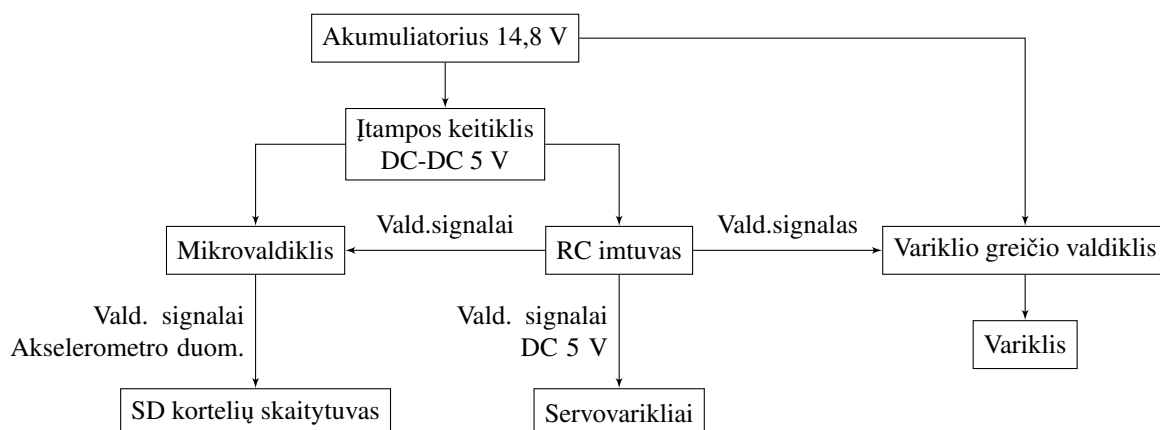 Akumuliatorius 14,8 V
Įtampos keitiklis
DC-DC 5 V
Vald.signalai
Vald.signalas
Mikrovaldiklis
RC imtuvas
Variklio greičio valdiklis
Vald. signalai
Akselerometro duom.
Vald. signalai
DC 5 V
Variklis
SD kortelių skaitytuvas
Servovarikliai